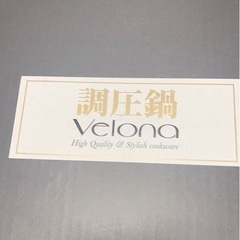 調圧鍋
Velona
High Quality & Stylish cookware